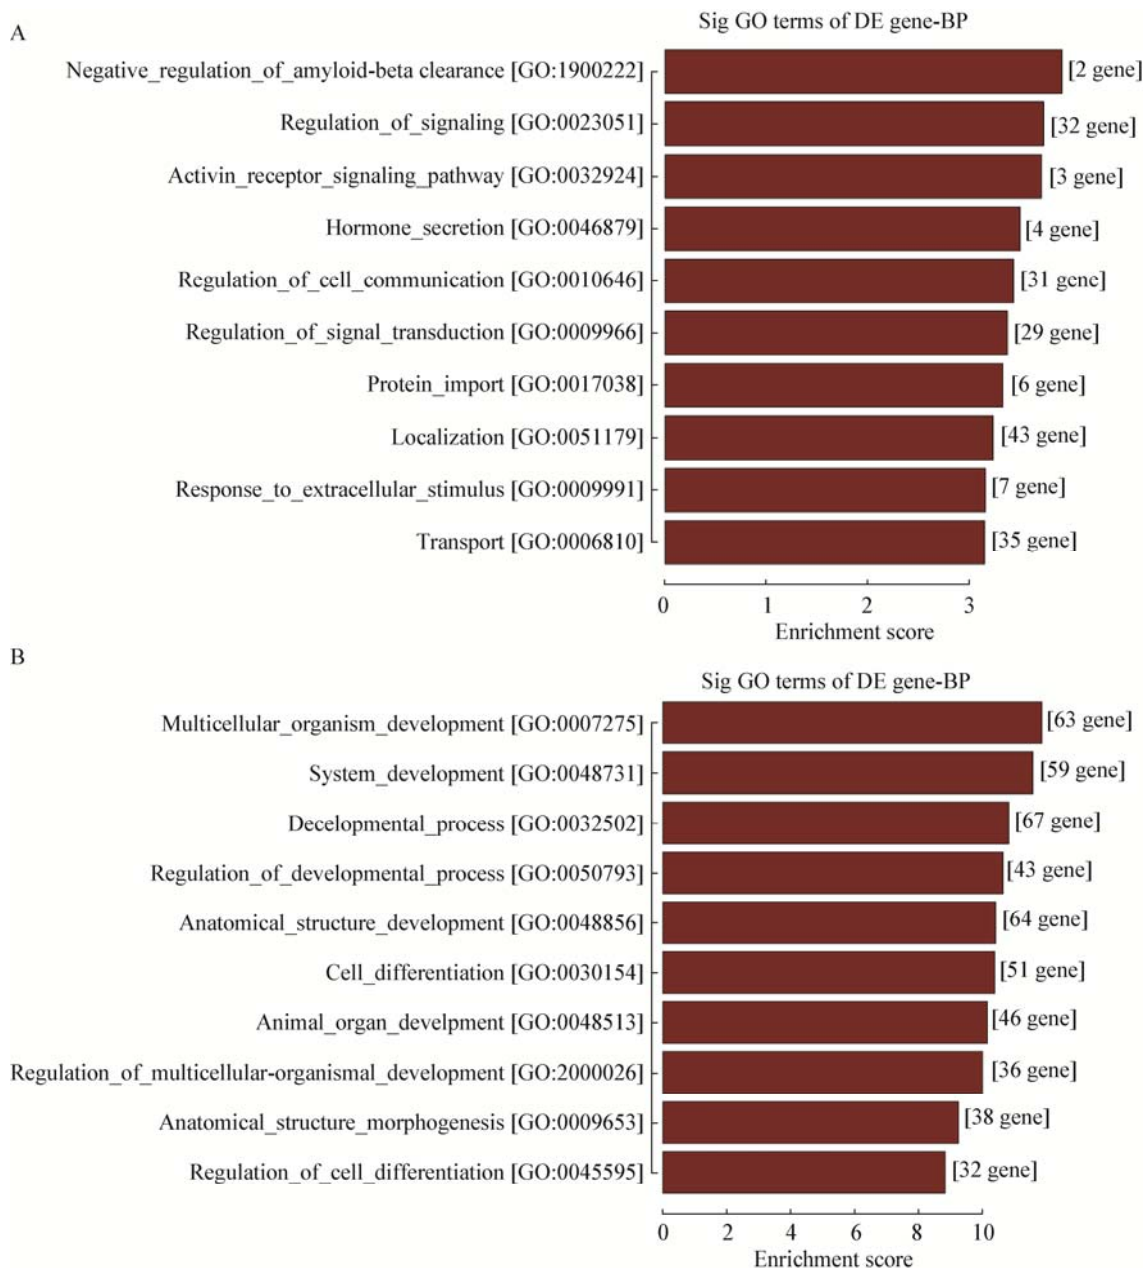 A
Sig GO terms of DE gene-BP
Negative_regulation_of_amyloid-beta clearance [GO:1900222] [2 gene]
Regulation_of_signaling [GO:0023051] [32 gene]
Activin_receptor_signaling_pathway [GO:0032924] [3 gene]
Hormone_secretion [GO:0046879] [4 gene]
Regulation_of_cell_communication [GO:0010646] [31 gene]
Regulation_of_signal_transduction [GO:0009966] [29 gene]
Protein_import [GO:0017038] [6 gene]
Localization [GO:0051179] [43 gene]
Response_to_extracellular_stimulus [GO:0009991] [7 gene]
Transport [GO:0006810] [35 gene]
0 1 2 3
Enrichment score
B
Sig GO terms of DE gene-BP
Multicellular_organism_development [GO:0007275] [63 gene]
System_development [GO:0048731] [59 gene]
Decelopmental_process [GO:0032502] [67 gene]
Regulation_of_developmental_process [GO:0050793] [43 gene]
Anatomical_structure_development [GO:0048856] [64 gene]
Cell_differentiation [GO:0030154] [51 gene]
Animal_organ_develpment [GO:0048513] [46 gene]
Regulation_of_multicellular-organismal_development [GO:2000026] [36 gene]
Anatomical_structure_morphogenesis [GO:0009653] [38 gene]
Regulation_of_cell_differentiation [GO:0045595] [32 gene]
0 2 4 6 8 10
Enrichment score